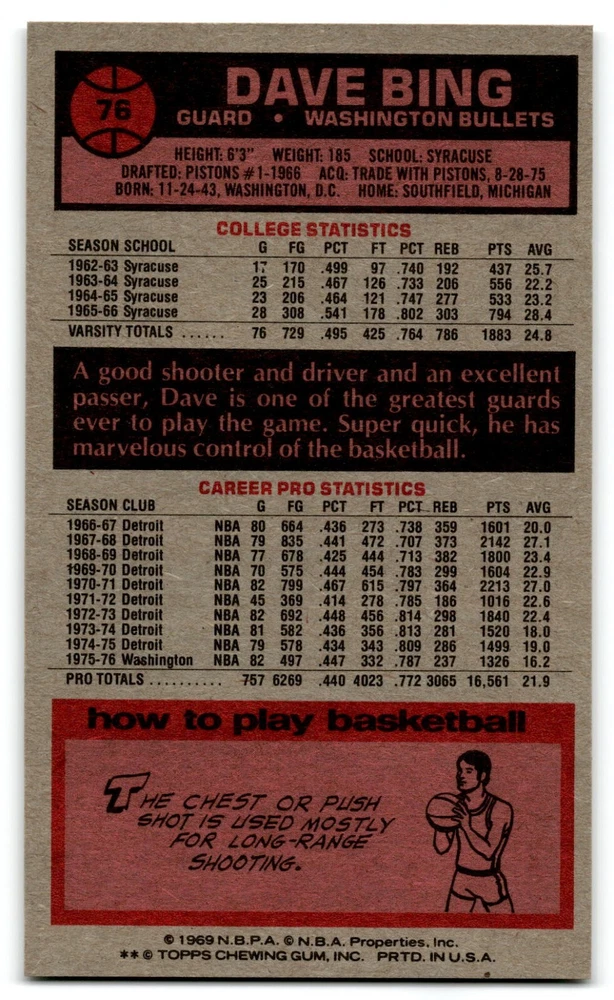 76
DAVE BING
GUARD • WASHINGTON BULLETS
HEIGHT: 6'3" WEIGHT: 185 SCHOOL: SYRACUSE
DRAFTED: PISTONS #1-1966 ACQ: TRADE WITH PISTONS, 8-28-75
BORN: 11-24-43, WASHINGTON, D.C. HOME: SOUTHFIELD, MICHIGAN
COLLEGE STATISTICS
SEASON SCHOOL G FG PCT FT PCT REB PTS AVG
1962-63 Syracuse 17 170 .499 97 .740 192 437 25.7
1963-64 Syracuse 25 215 .467 126 .733 206 556 22.2
1964-65 Syracuse 23 206 .464 121 .747 277 533 23.2
1965-66 Syracuse 28 308 .541 178 .802 303 794 28.4
VARSITY TOTALS ...... 76 729 .495 425 .764 786 1883 24.8
A good shooter and driver and an excellent
passer, Dave is one of the greatest guards
ever to play the game. Super quick, he has
marvelous control of the basketball.
CAREER PRO STATISTICS
SEASON CLUB G FG PCT FT PCT REB PTS AVG
1966-67 Detroit NBA 80 664 .436 273 .738 359 1601 20.0
1967-68 Detroit NBA 79 835 .441 472 .707 373 2142 27.1
1968-69 Detroit NBA 77 678 .425 444 .713 382 1800 23.4
1969-70 Detroit NBA 70 575 .444 454 .783 299 1604 22.9
1970-71 Detroit NBA 82 799 .467 615 .797 364 2213 27.0
1971-72 Detroit NBA 45 369 .414 278 .785 186 1016 22.6
1972-73 Detroit NBA 82 692 .448 456 .814 298 1840 22.4
1973-74 Detroit NBA 81 582 .436 356 .813 281 1520 18.0
1974-75 Detroit NBA 79 578 .434 343 .809 286 1499 19.0
1975-76 Washington NBA 82 497 .447 332 .787 237 1326 16.2
PRO TOTALS .......... 757 6269 .440 4023 .772 3065 16,561 21.9
how to play basketball
THE CHEST OR PUSH
SHOT IS USED MOSTLY
FOR LONG-RANGE
SHOOTING.
© 1969 N.B.P.A. © N.B.A. Properties, Inc.
** © TOPPS CHEWING GUM, INC. PRTD. IN U.S.A.